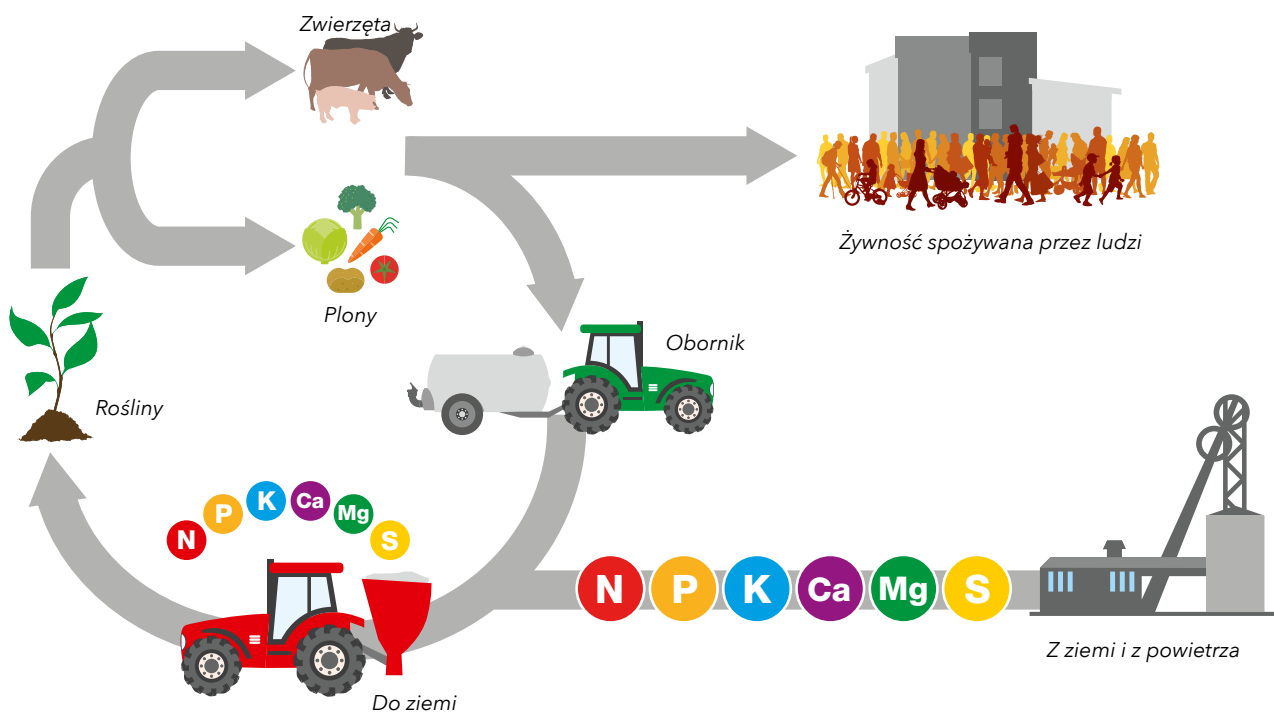 Zwierzęta
Plony
Żywność spożywana przez ludzi
Obornik
Rośliny
N P K Ca Mg S
N P K Ca Mg S
Z ziemi i z powietrza
Do ziemi